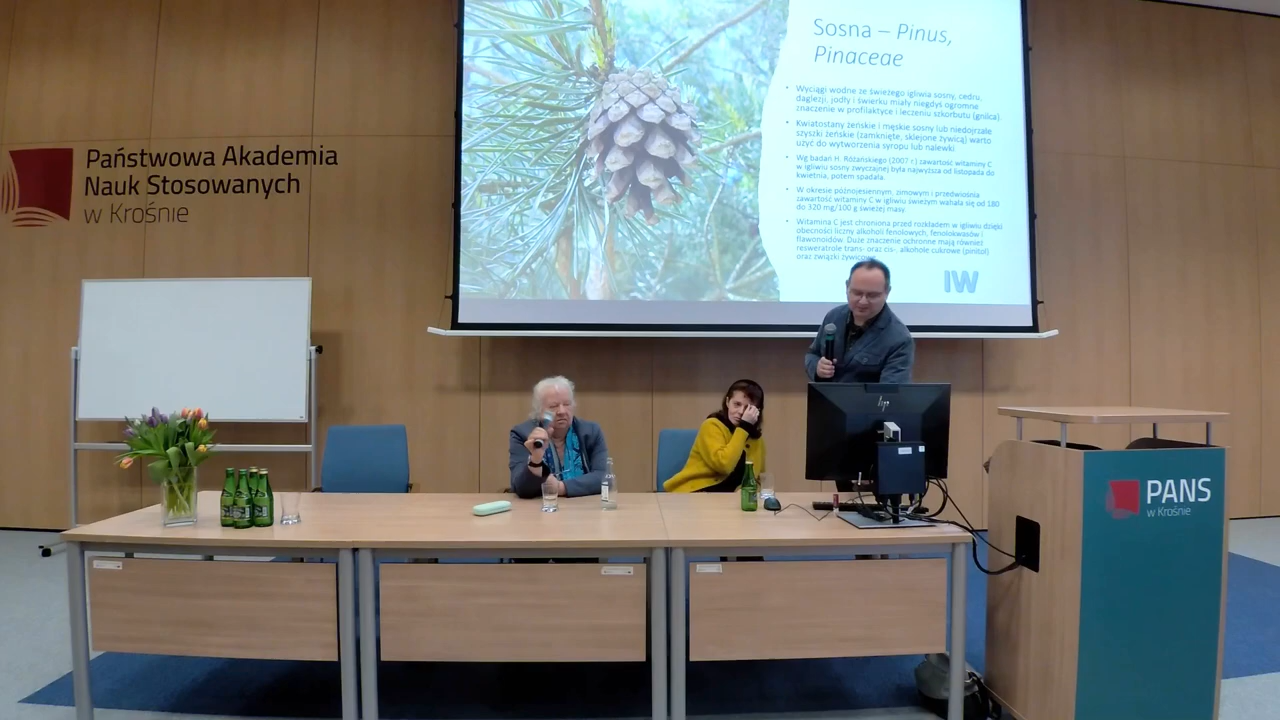 Sosna – Pinus,
Pinaceae
Wyciągi wodne ze świeżego igliwia sosny, cedru,
daglezji, jodły i świerku miały niegdyś ogromne
znaczenie w profilaktyce i leczeniu szkorbutu (gnilca).
Kwiatostany żeńskie i męskie sosny lub niedojrzałe
szyszki żeńskie (zamknięte, sklejone żywicą) warto
użyć do wytworzenia syropu lub nalewki.
Wg badań H. Różańskiego (2007 r.) zawartość witaminy C
w igliwiu sosny zwyczajnej była najwyższa od listopada do
kwietnia, potem spadała.
W okresie późnojesiennym, zimowym i przedwiośnia
zawartość witaminy C w igliwiu świeżym wahała się od 180
do 320 mg/100 g świeżej masy.
Witamina C jest chroniona przed rozkładem w igliwiu dzięki
obecności liczny alkoholi fenolowych, fenolokwasów i
flawonoidów. Duże znaczenie ochronne mają również
resweratrole trans- oraz cis-, alkohole cukrowe (pinitol)
oraz związki żywicowe.
IW
Państwowa Akademia
Nauk Stosowanych
w Krośnie
hp
PANS
w Krośnie